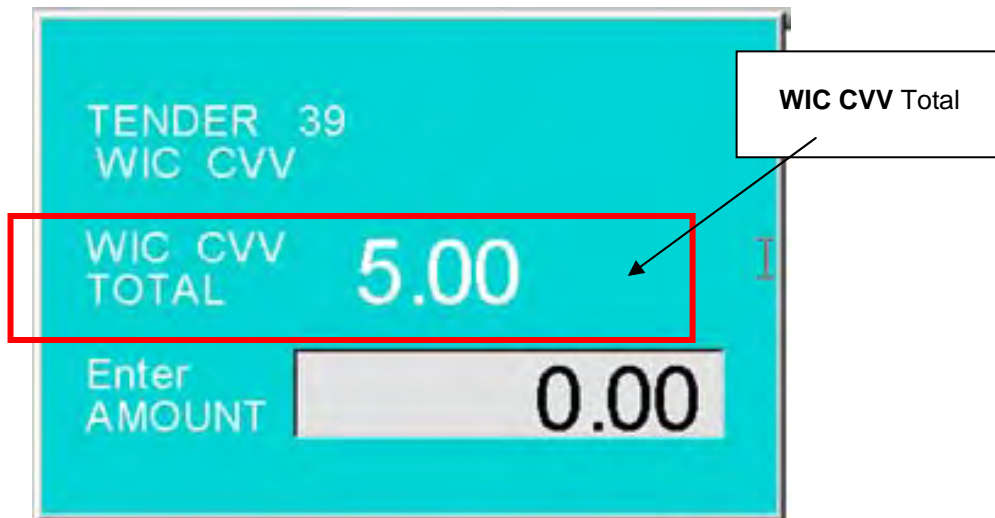 WIC CVV Total
TENDER 39
WIC CVV
WIC CVV
TOTAL
5.00
Enter
AMOUNT
0.00